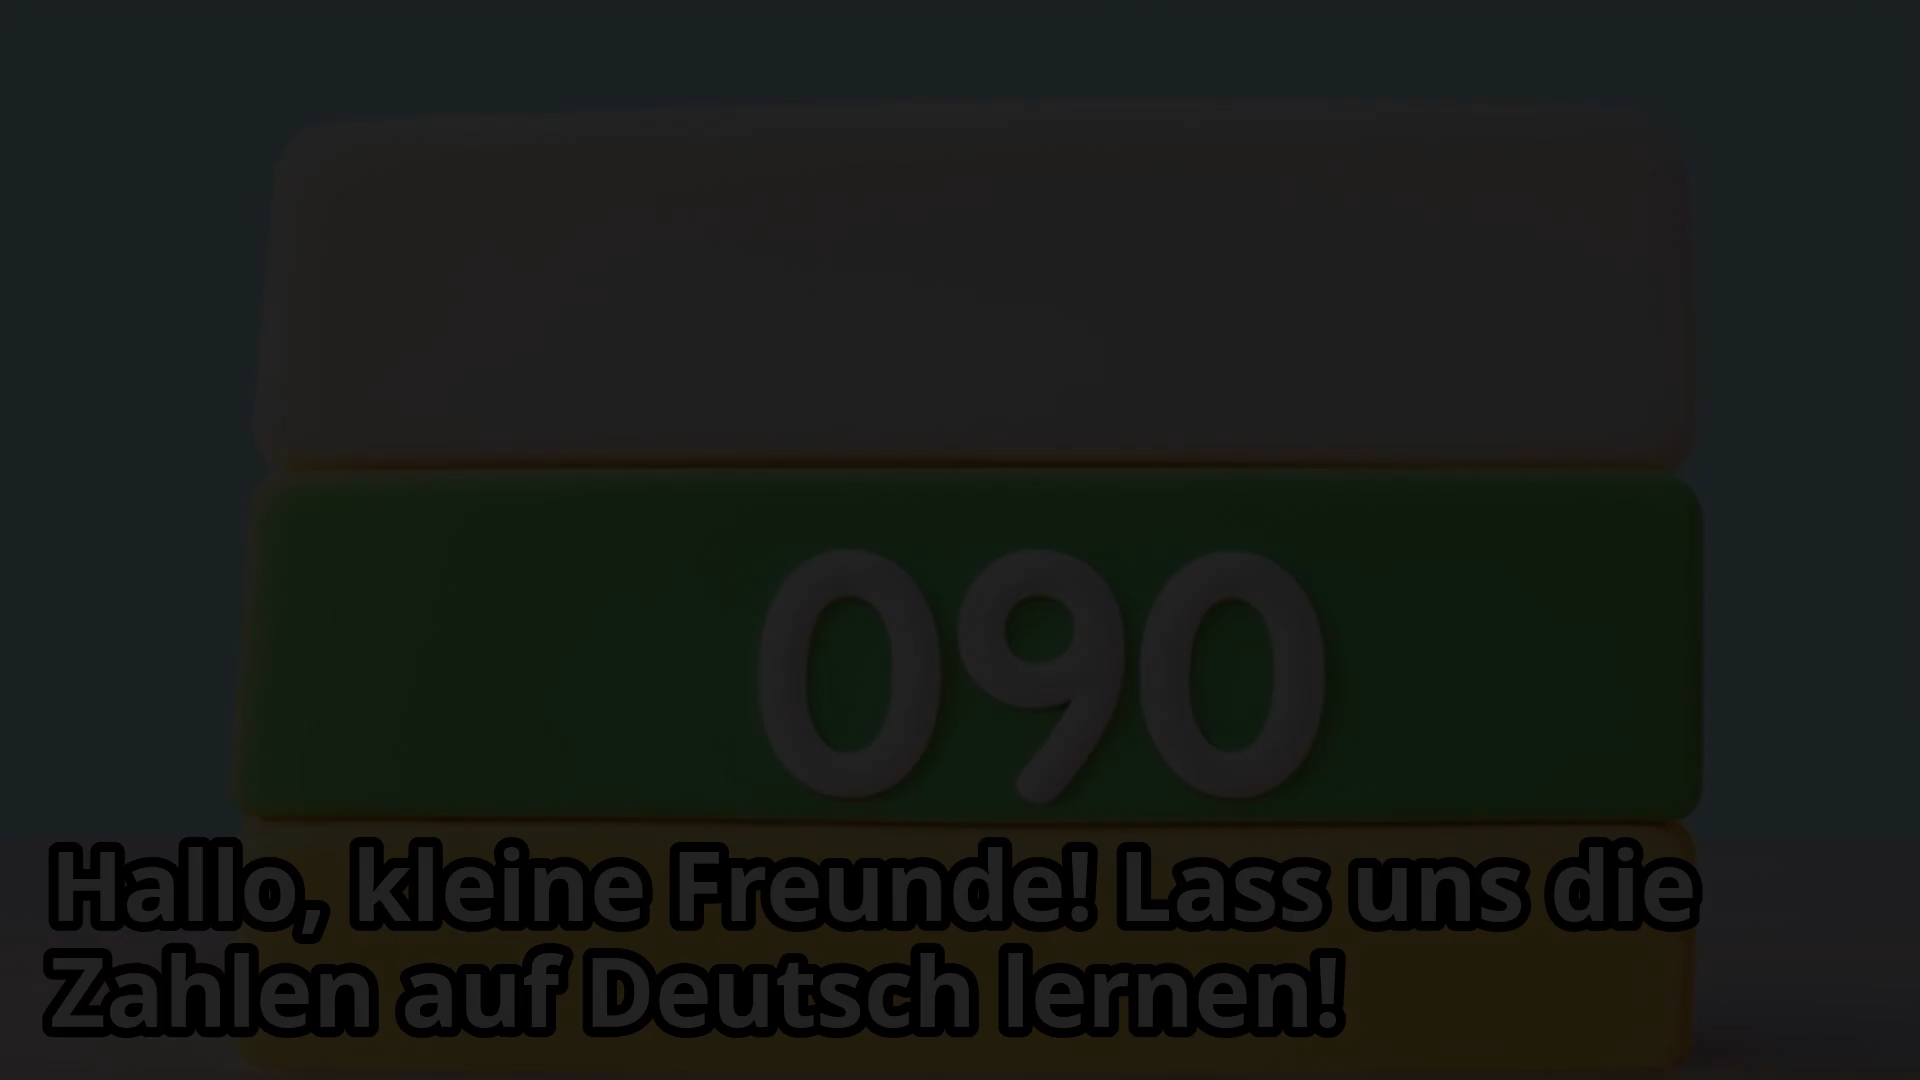 090
Hallo, kleine Freunde! Lass uns die
Zahlen auf Deutsch lernen!